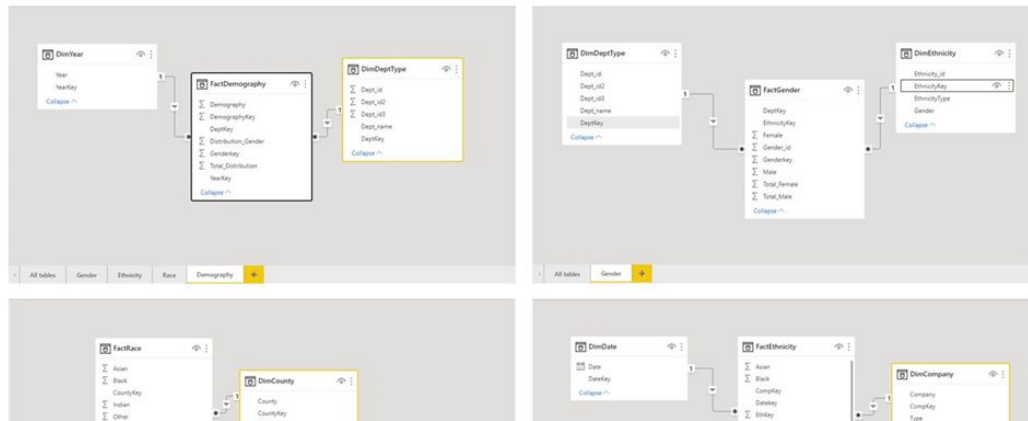 DimYear
Year
YearKey
Collapse
1
*
FactDemography
Σ Demography
Σ DemographyKey
DeptKey
Σ Distribution_Gender
Σ Genderkey
Σ Total_Distribution
YearKey
Collapse
*
1
DimDeptType
Σ Dept_id
Σ Dept_id2
Σ Dept_id3
Dept_name
DeptKey
Collapse
All tables Gender Ethnicity Race Demography +
DimDeptType
Dept_id
Dept_id2
Dept_id3
Dept_name
DeptKey
Collapse
1
*
FactGender
DeptKey
EthnicityKey
Σ Female
Σ Gender_id
Σ Genderkey
Σ Male
Σ Total_Female
Σ Total_Male
Collapse
*
1
DimEthnicity
Ethnicity_id
EthnicityKey
EthnicityType
Gender
Collapse
All tables Gender +
FactRace
Σ Asian
Σ Black
CountyKey
Σ Indian
Σ Other
*
1
DimCounty
County
CountyKey
DimDate
Date
DateKey
Collapse
1
*
FactEthnicity
Σ Asian
Σ Black
CompKey
Datekey
Σ EthKey
*
1
DimCompany
Company
CompKey
Type